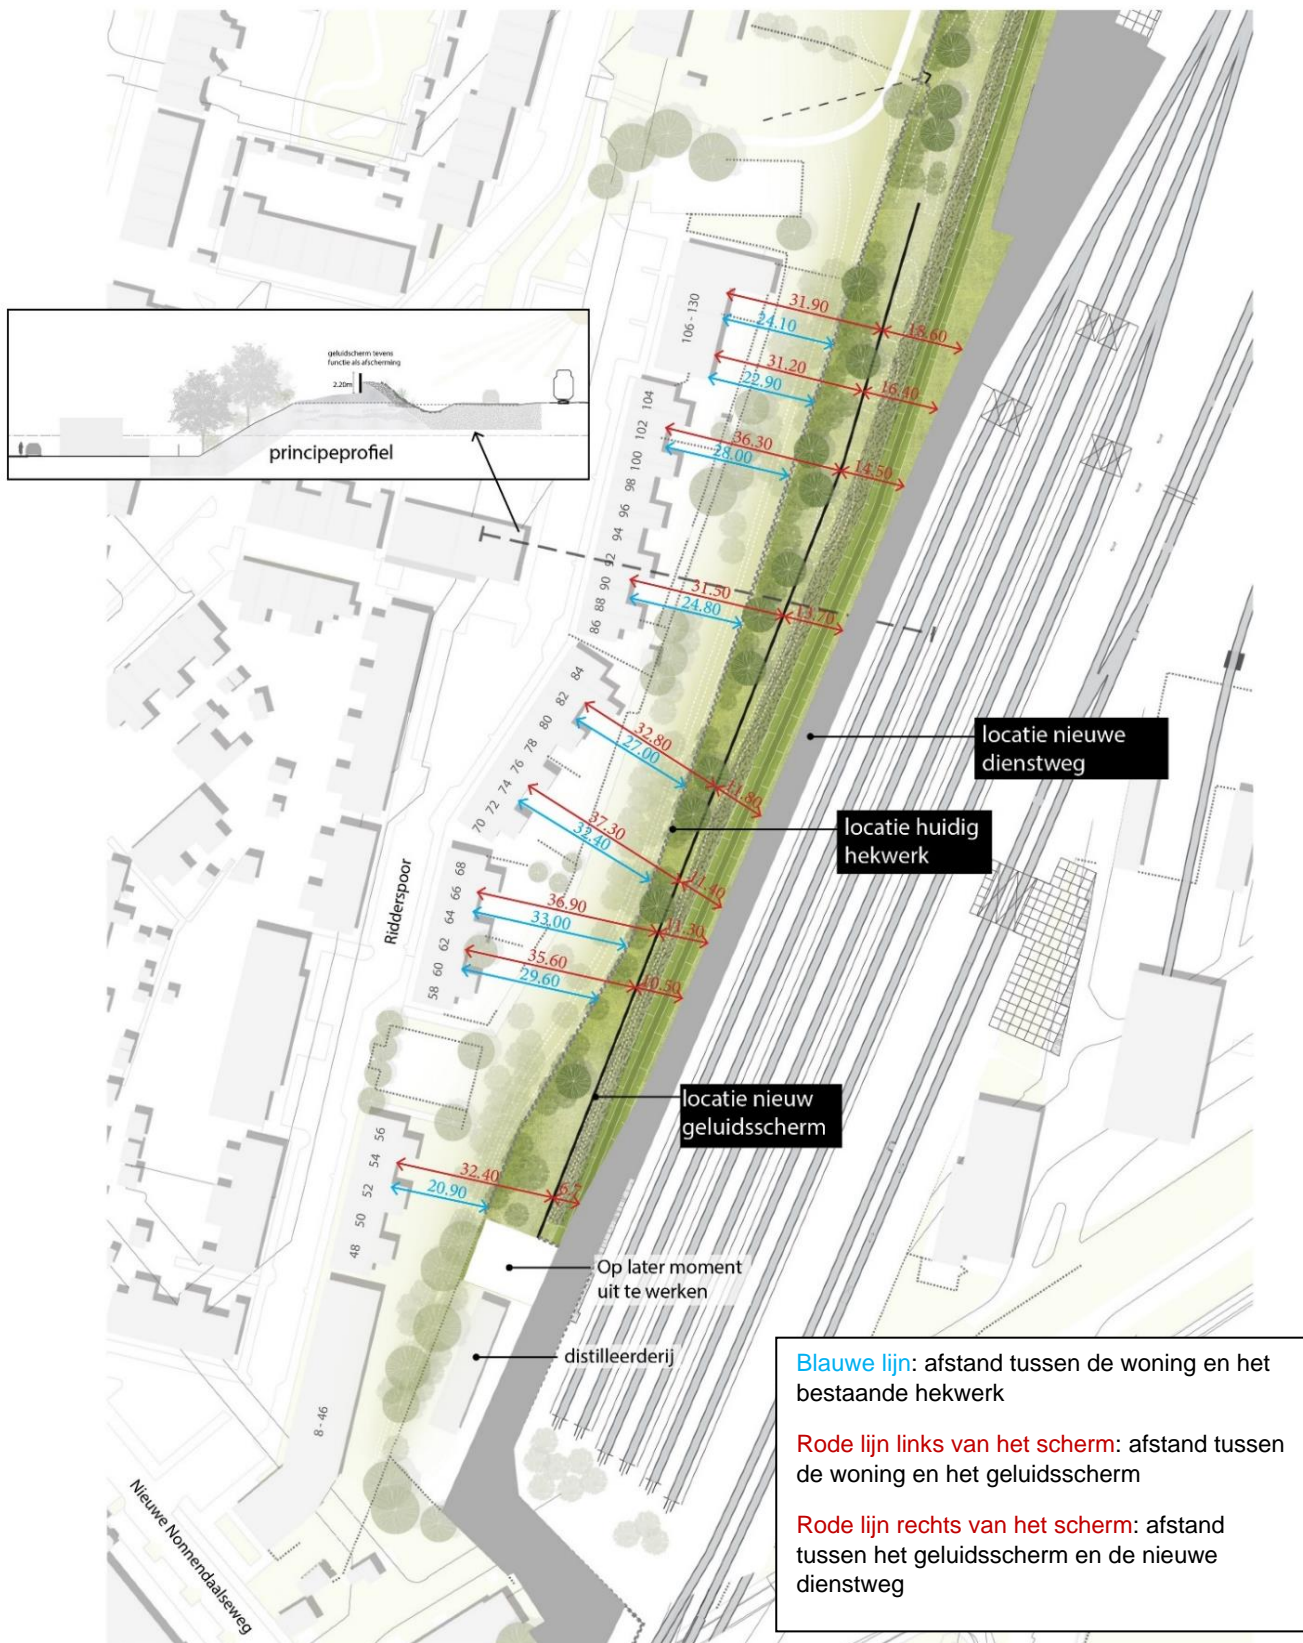 geluidscherm tevens
functie als afscherming
2.20m
principeprofiel
106 - 130
31.90
24.10
18.60
31.20
22.90
16.40
104
102
100
98
96
94
92
90
88
86
36.30
28.00
14.50
31.50
24.80
13.70
84
82
80
78
76
74
72
70
32.80
27.00
11.80
37.30
32.40
11.40
locatie nieuwe
dienstweg
locatie huidig
hekwerk
Ridderspoor
68
66
64
62
60
58
36.90
33.00
11.30
35.60
29.60
10.50
locatie nieuw
geluidsscherm
56
54
52
50
48
32.40
20.90
6.7
Op later moment
uit te werken
distilleerderij
8 - 46
Nieuwe Nonnendaalseweg
Blauwe lijn: afstand tussen de woning en het
bestaande hekwerk
Rode lijn links van het scherm: afstand tussen
de woning en het geluidsscherm
Rode lijn rechts van het scherm: afstand
tussen het geluidsscherm en de nieuwe
dienstweg